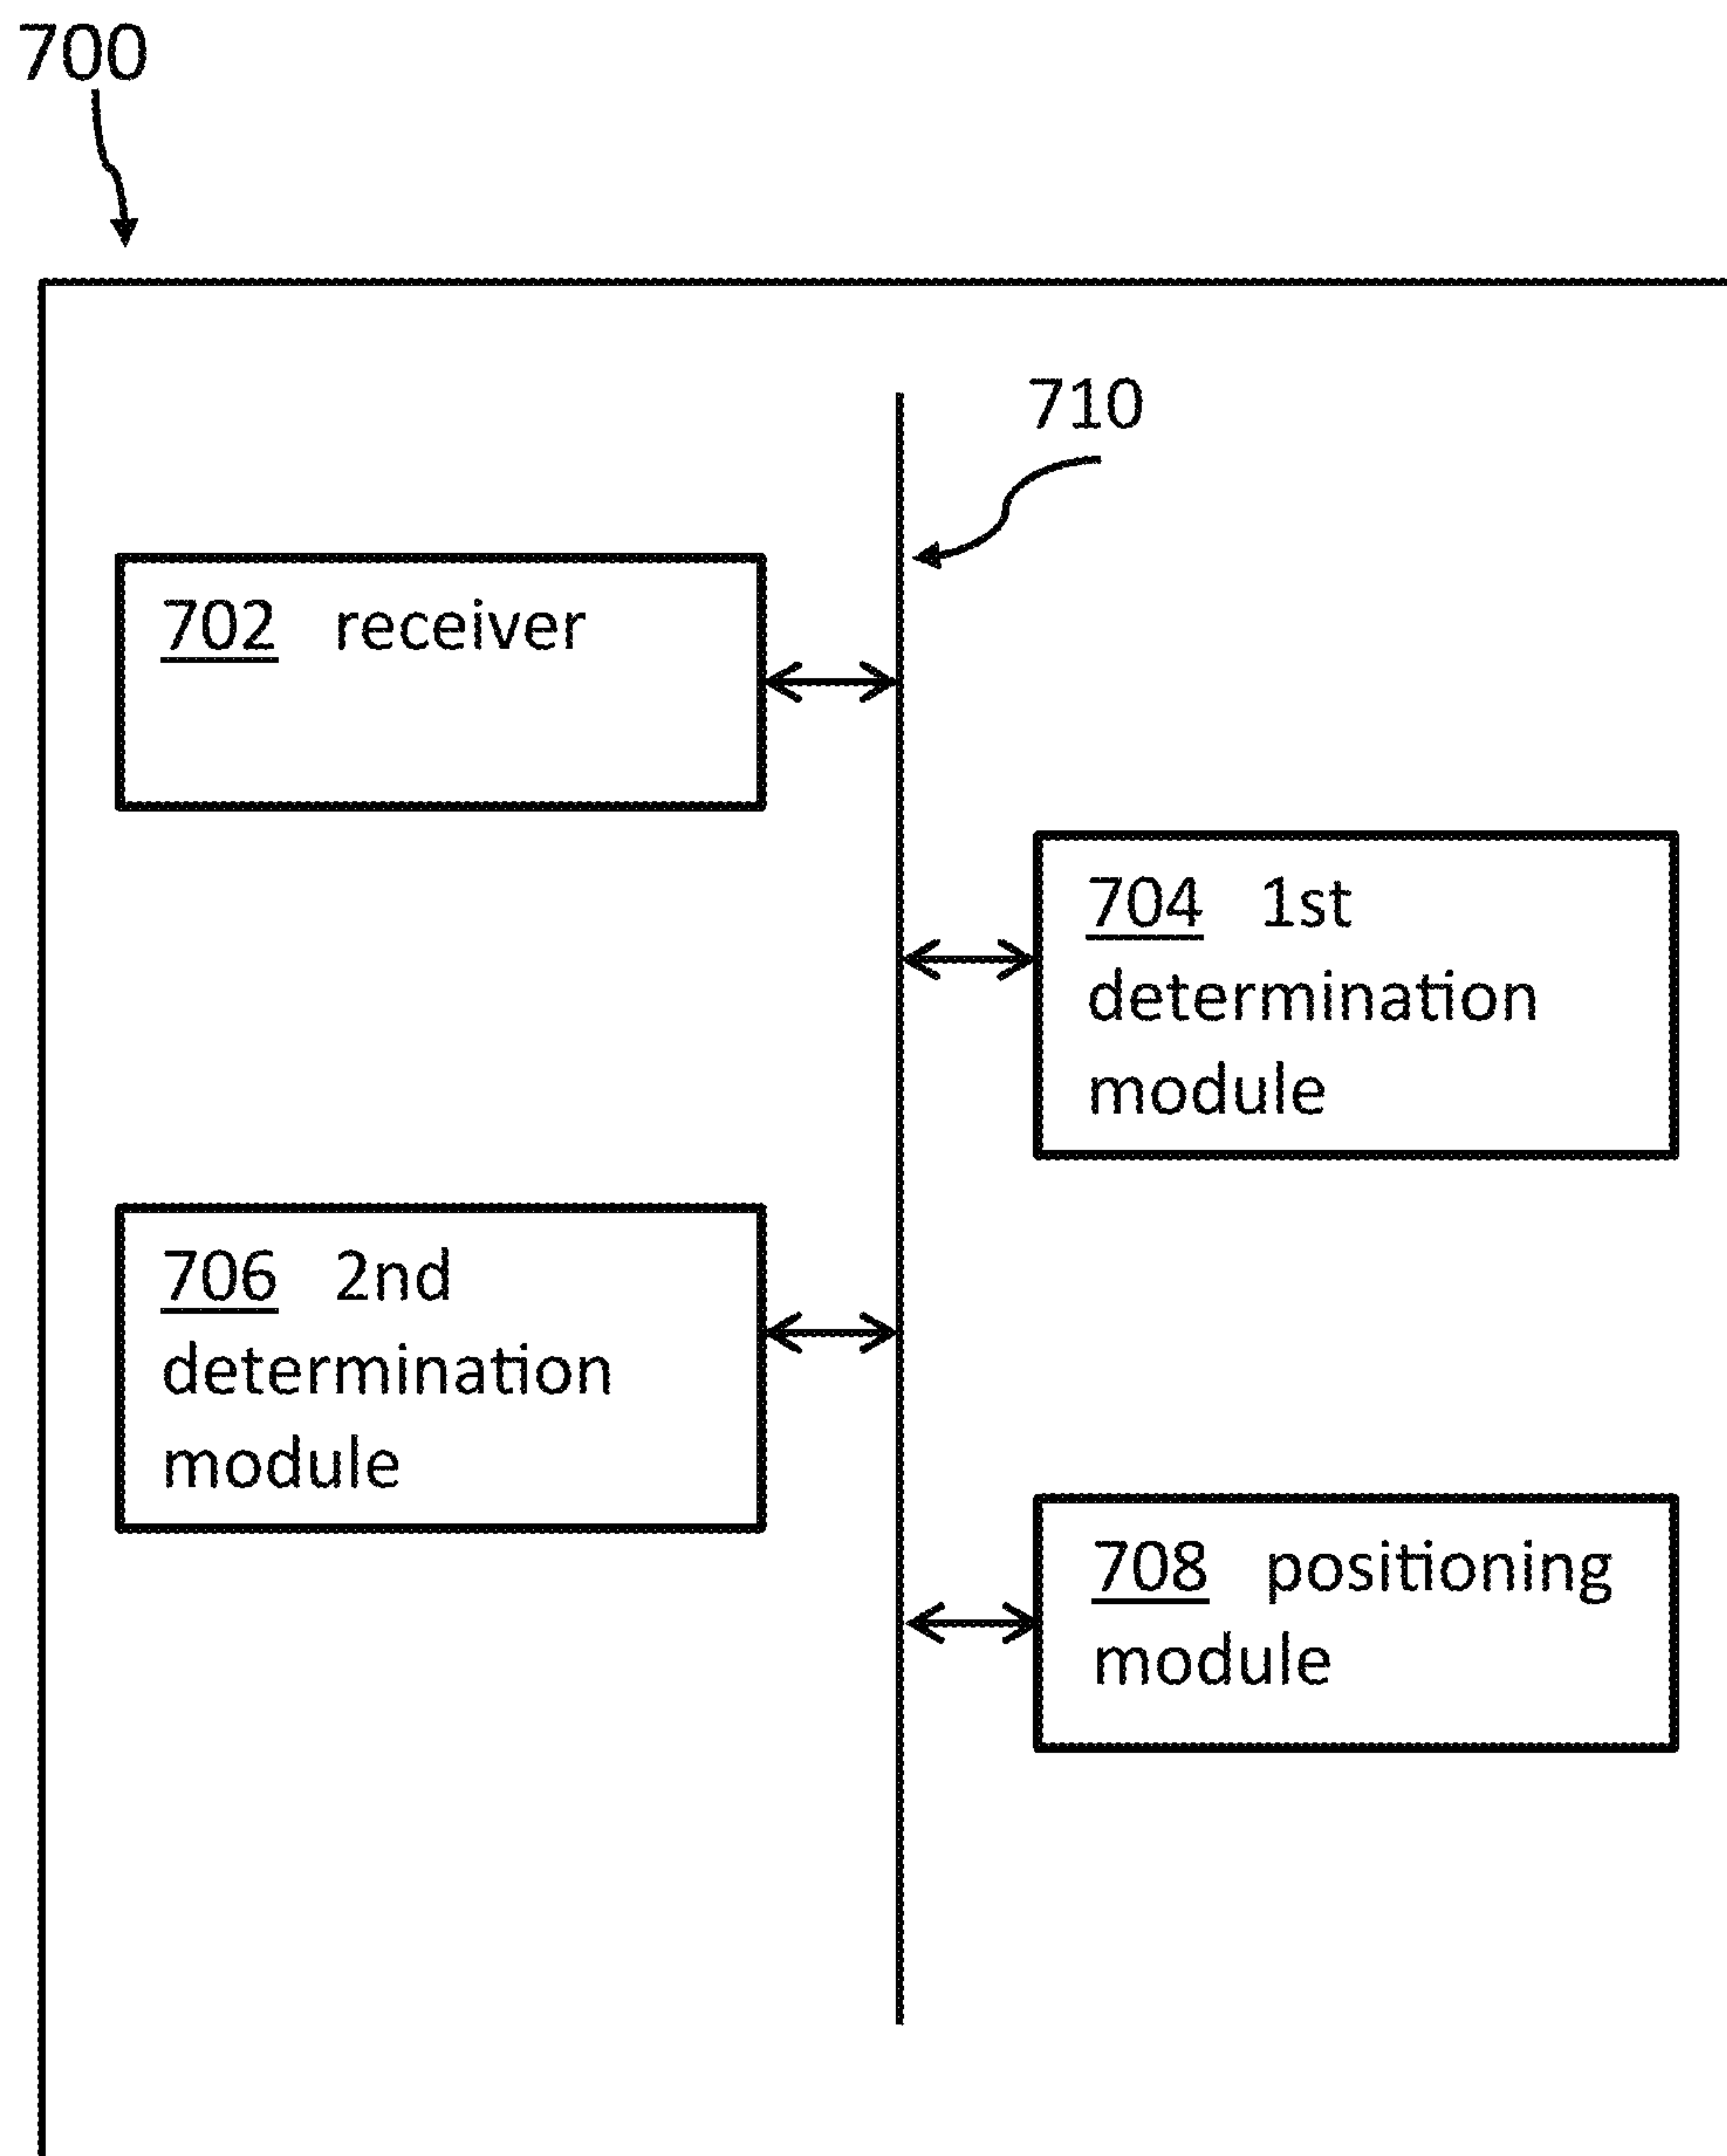 700
710
702 receiver
704 1st
determination
module
706 2nd
determination
module
708 positioning
module